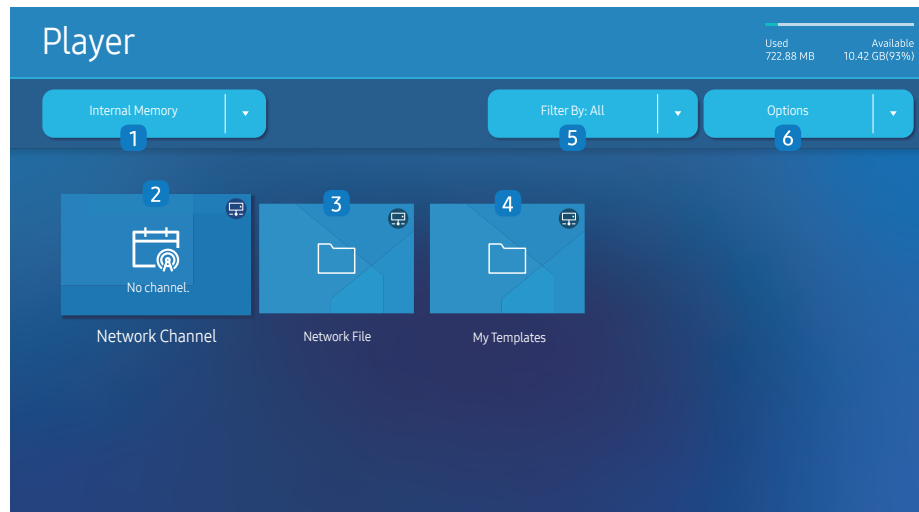 Player
Used Available
722.88 MB 10.42 GB(93%)
Internal Memory
Filter By: All
Options
1
5
6
2
3
4
No channel.
Network Channel
Network File
My Templates